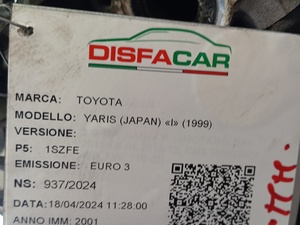 DISFACAR
MARCA: TOYOTA
MODELLO: YARIS (JAPAN) «I» (1999)
VERSIONE:
P5: 1SZFE
EMISSIONE: EURO 3
NS: 937/2024
DATA: 18/04/2024 11:28:00
ANNO IMM: 2001